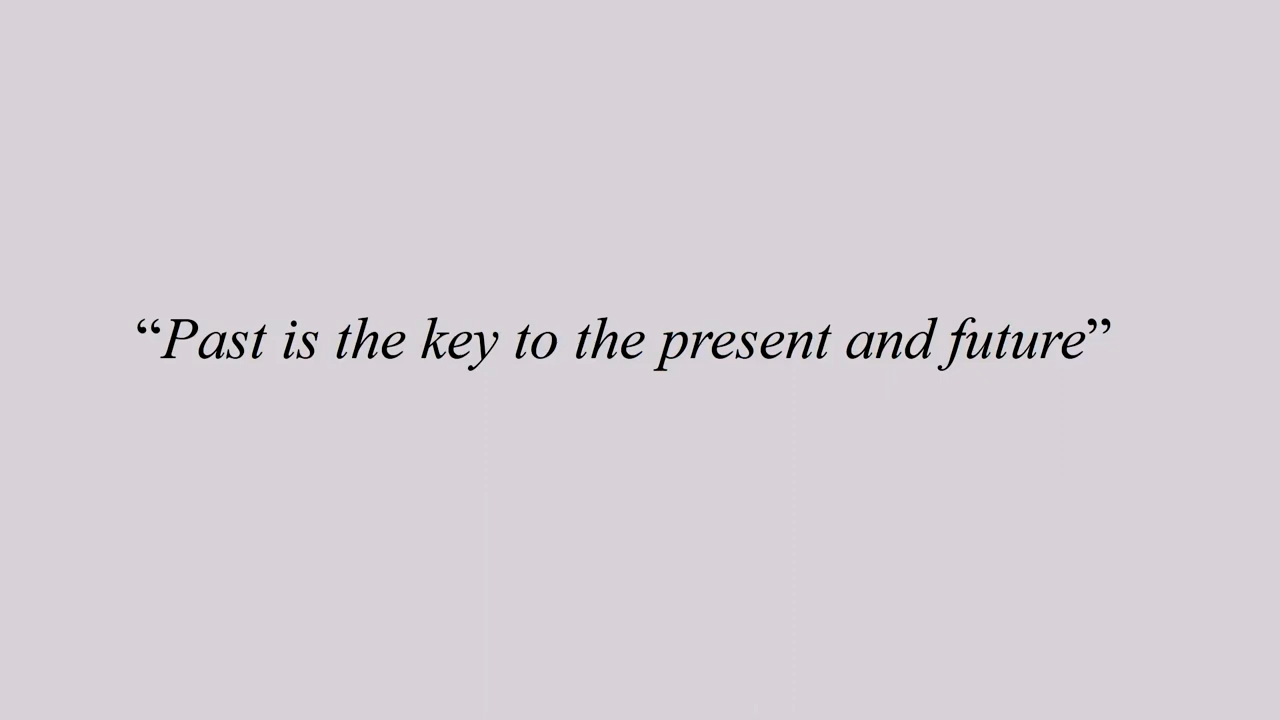 “Past is the key to the present and future”